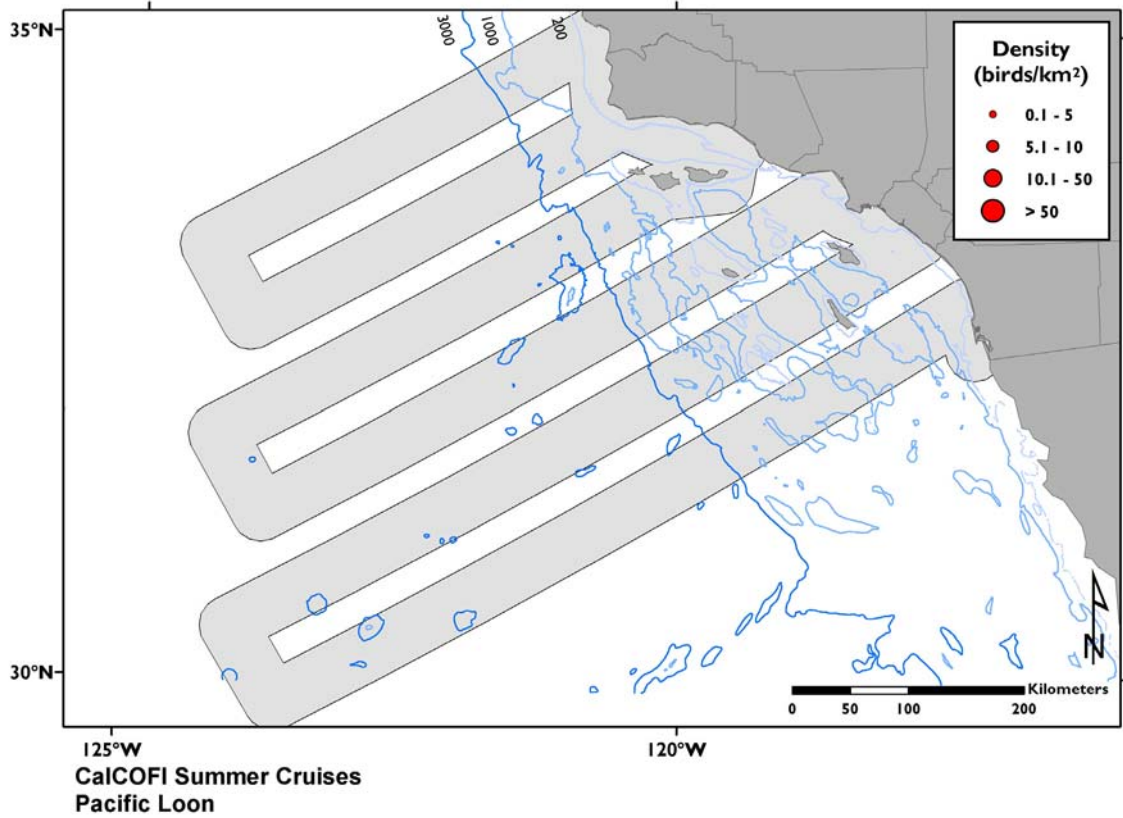 35°N
3000
1000
200
Density
(birds/km²)
0.1 - 5
5.1 - 10
10.1 - 50
> 50
30°N
N
Kilometers
0 50 100 200
125°W 120°W
CalCOFI Summer Cruises
Pacific Loon